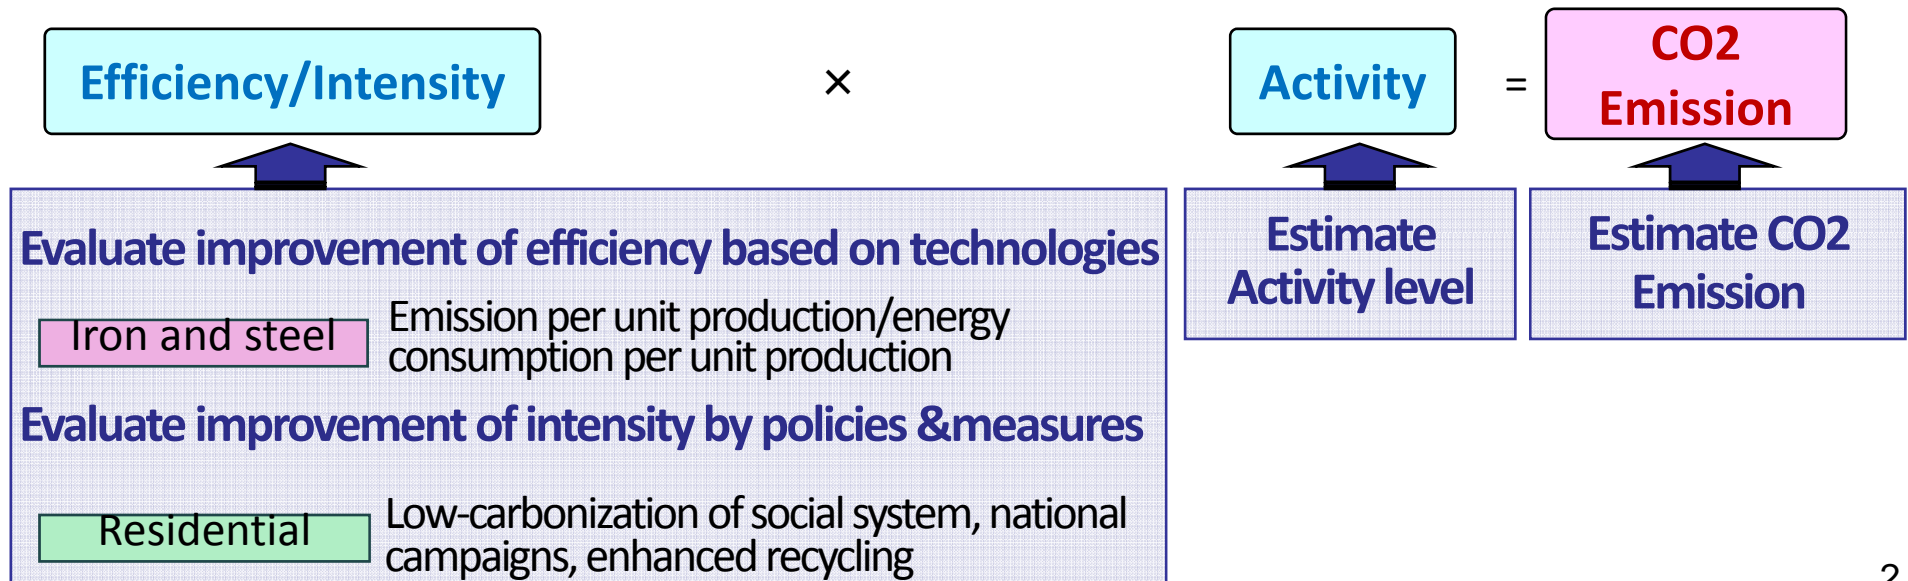 Efficiency/Intensity
×
Activity
=
CO2
Emission
Evaluate improvement of efficiency based on technologies
Iron and steel
Emission per unit production/energy
consumption per unit production
Evaluate improvement of intensity by policies &measures
Residential
Low-carbonization of social system, national
campaigns, enhanced recycling
Estimate
Activity level
Estimate CO2
Emission
2